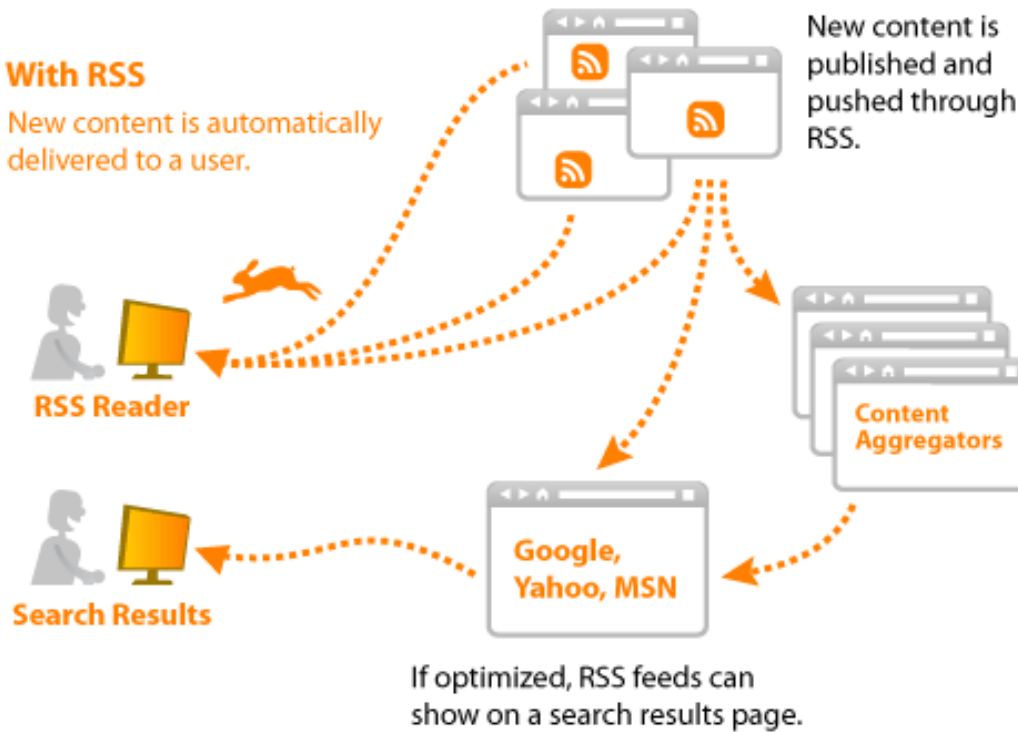 With RSS
New content is automatically
delivered to a user.
New content is
published and
pushed through
RSS.
RSS Reader
Content
Aggregators
Google,
Yahoo, MSN
Search Results
If optimized, RSS feeds can
show on a search results page.